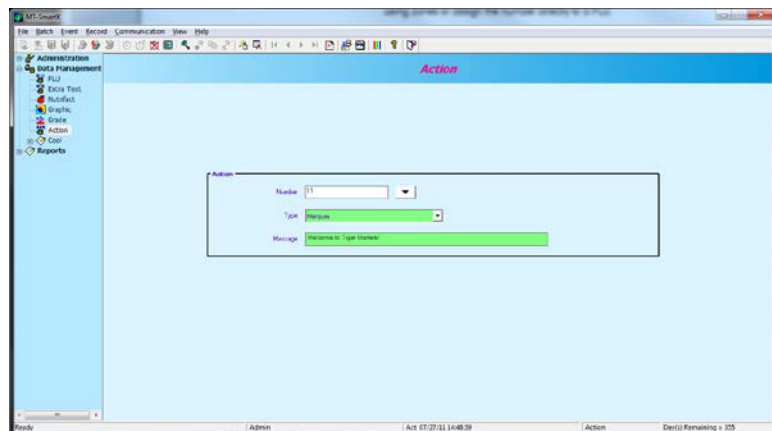 MT-SmartX
File Batch Event Record Communication View Help
Administration
Data Management
PLU
Extra Text
Nutrifact
Graphic
Grade
Action
Cool
Reports
Action
Action
Number 11
Type Marquee
Message Welcome to Tiger Markets!
Ready Admin Act 07/27/11 14:48:39 Action Day(s) Remaining = 355